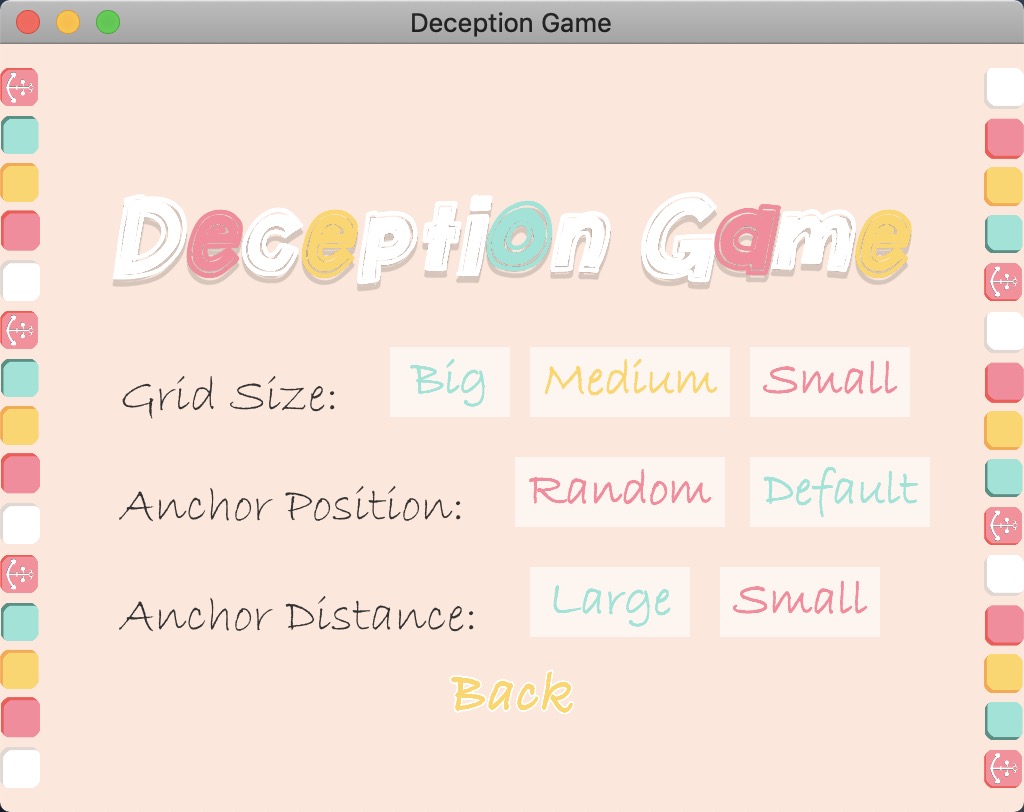 Deception Game
Deception Game
Grid Size: Big Medium Small
Anchor Position: Random Default
Anchor Distance: Large Small
Back